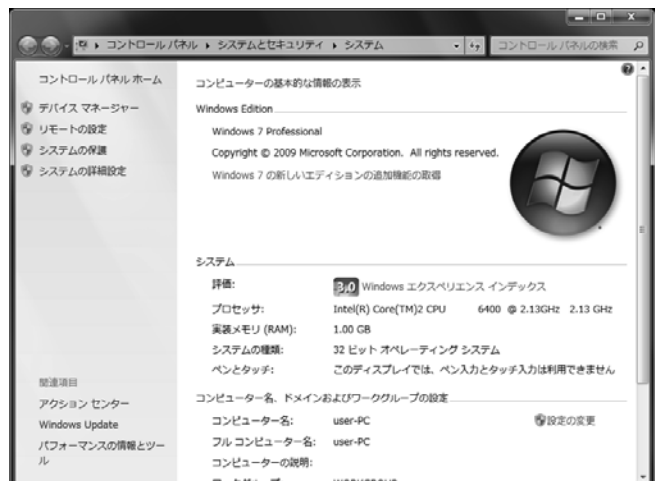 コントロール パネル ▸ システムとセキュリティ ▸ システム
コントロール パネルの検索
コントロール パネル ホーム
デバイス マネージャー
リモートの設定
システムの保護
システムの詳細設定
関連項目
アクション センター
Windows Update
パフォーマンスの情報とツー
ル
コンピューターの基本的な情報の表示
Windows Edition
Windows 7 Professional
Copyright © 2009 Microsoft Corporation. All rights reserved.
Windows 7 の新しいエディションの追加機能の取得
システム
評価: 3.0 Windows エクスペリエンス インデックス
プロセッサ: Intel(R) Core(TM)2 CPU 6400 @ 2.13GHz 2.13 GHz
実装メモリ (RAM): 1.00 GB
システムの種類: 32 ビット オペレーティング システム
ペンとタッチ: このディスプレイでは、ペン入力とタッチ入力は利用できません
コンピューター名、ドメインおよびワークグループの設定
コンピューター名: user-PC 設定の変更
フル コンピューター名: user-PC
コンピューターの説明: